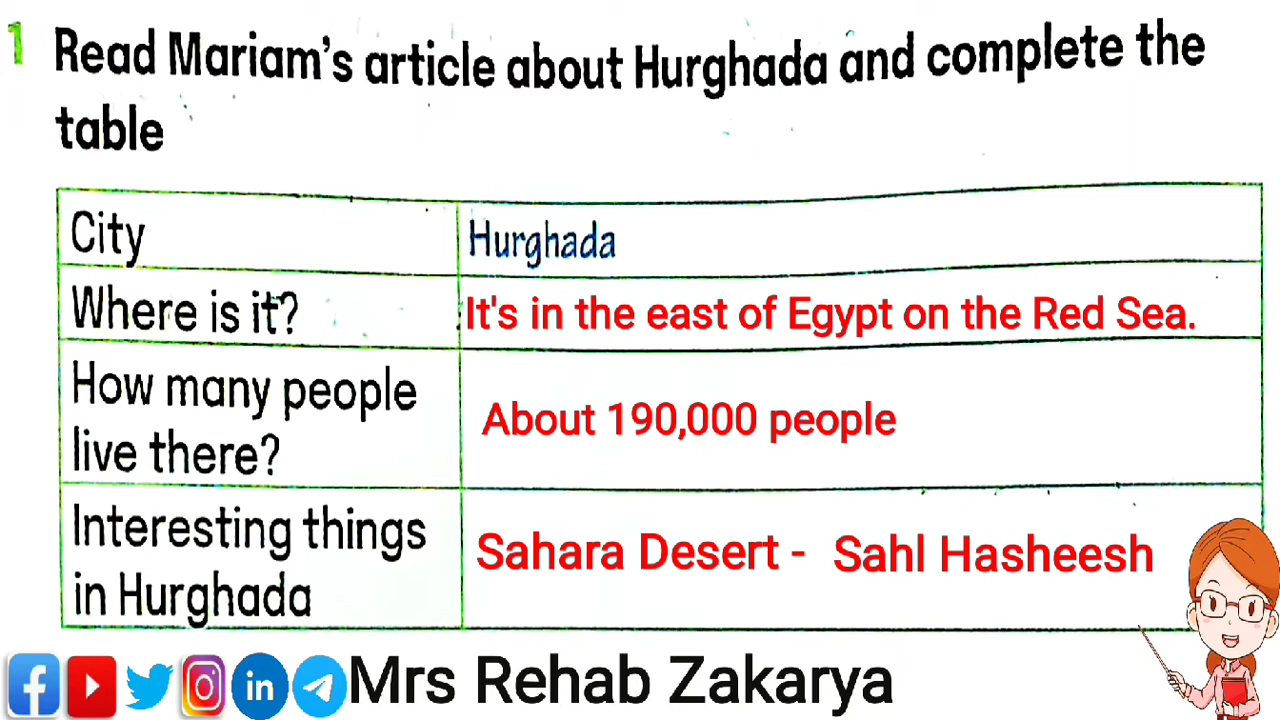 1 Read Mariam's article about Hurghada and complete the
table
City
Hurghada
Where is it?
It's in the east of Egypt on the Red Sea.
How many people
live there?
About 190,000 people
Interesting things
in Hurghada
Sahara Desert - Sahl Hasheesh
Mrs Rehab Zakarya